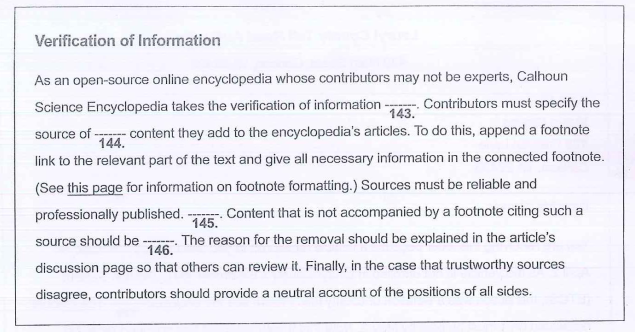 Verification of Information
As an open-source online encyclopedia whose contributors may not be experts, Calhoun
Science Encyclopedia takes the verification of information -------. Contributors must specify the
143.
source of ------- content they add to the encyclopedia's articles. To do this, append a footnote
144.
link to the relevant part of the text and give all necessary information in the connected footnote.
(See this page for information on footnote formatting.) Sources must be reliable and
professionally published. -------. Content that is not accompanied by a footnote citing such a
145.
source should be -------. The reason for the removal should be explained in the article's
146.
discussion page so that others can review it. Finally, in the case that trustworthy sources
disagree, contributors should provide a neutral account of the positions of all sides.